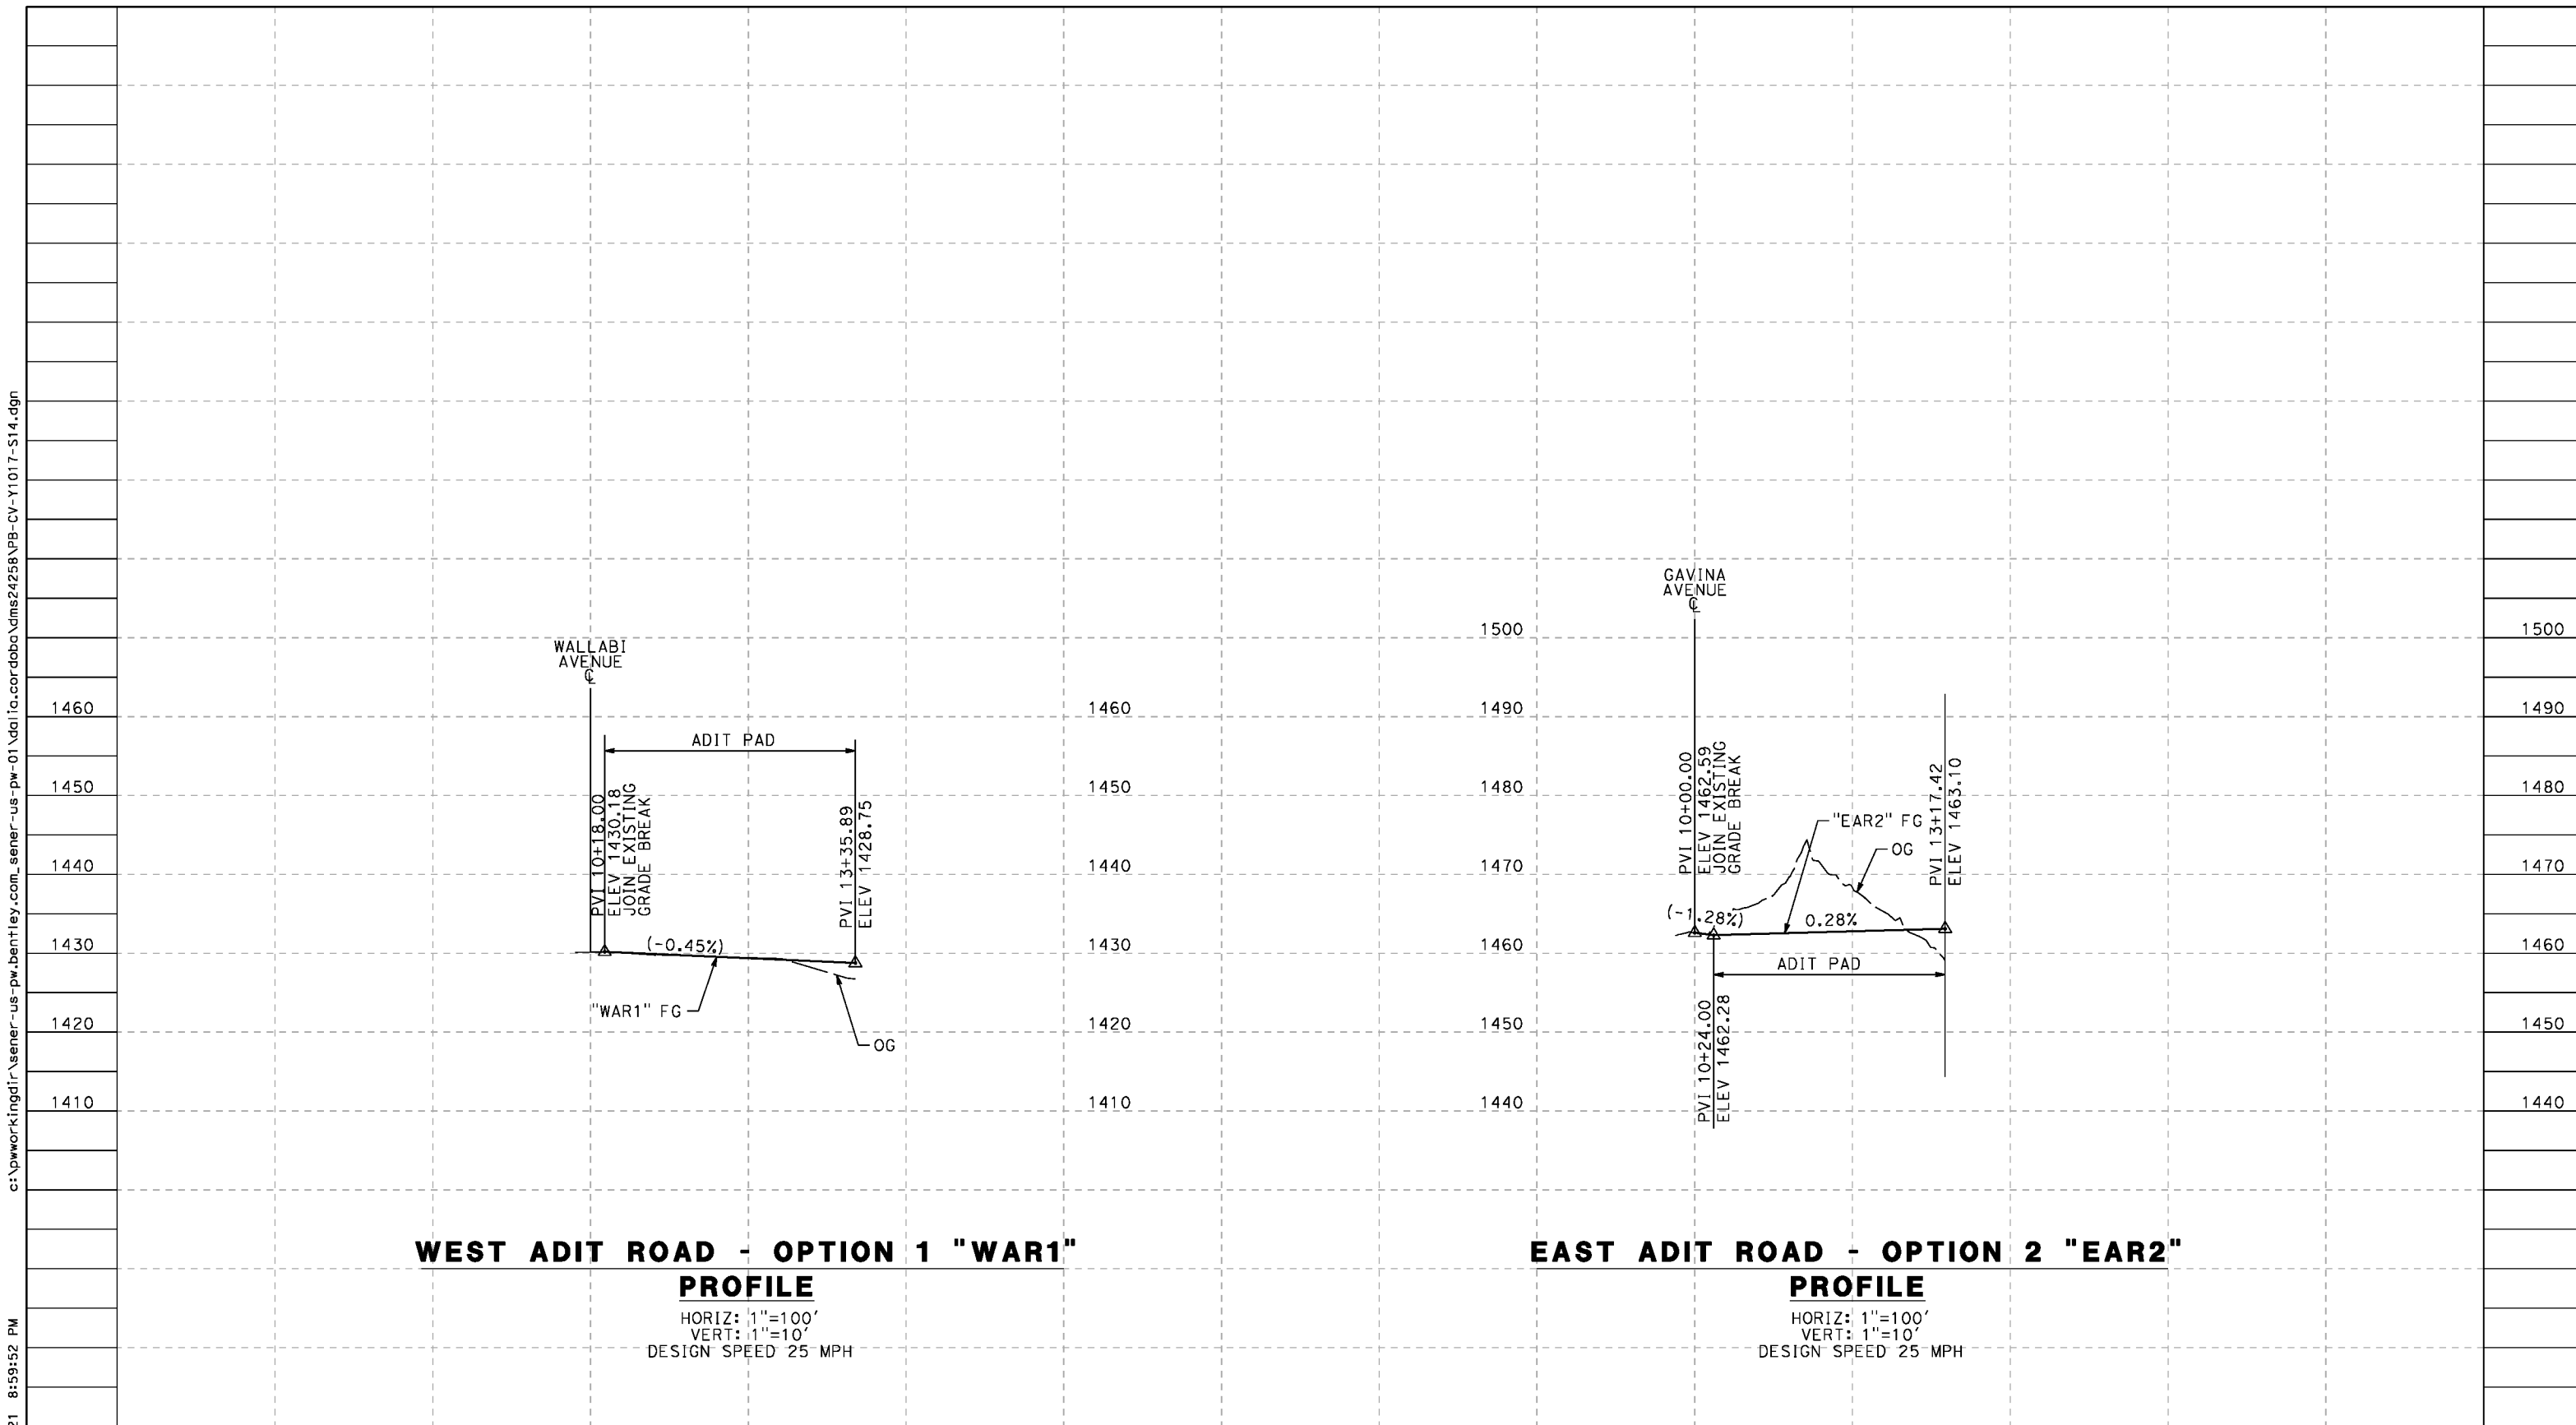 c:\pwworkingdir\sener-us-pw.bentley.com_sener-us-pw-01\dalia.cordoba\dms24258\PB-CV-Y1017-S14.dgn
8:59:52 PM
1460
1450
1440
1430
1420
1410
WALLABI
AVENUE
℄
ADIT PAD
PVI 10+18.00
ELEV 1430.18
JOIN EXISTING
GRADE BREAK
PVI 13+35.89
ELEV 1428.75
(-0.45%)
"WAR1" FG
OG
1460
1450
1440
1430
1420
1410
WEST ADIT ROAD - OPTION 1 "WAR1"
PROFILE
HORIZ: 1"=100'
VERT: 1"=10'
DESIGN SPEED 25 MPH
1500
1490
1480
1470
1460
1450
1440
GAVINA
AVENUE
℄
PVI 10+00.00
ELEV 1462.59
JOIN EXISTING
GRADE BREAK
"EAR2" FG
OG
PVI 13+17.42
ELEV 1463.10
(-1.28%)
0.28%
ADIT PAD
PVI 10+24.00
ELEV 1462.28
1500
1490
1480
1470
1460
1450
1440
EAST ADIT ROAD - OPTION 2 "EAR2"
PROFILE
HORIZ: 1"=100'
VERT: 1"=10'
DESIGN SPEED 25 MPH